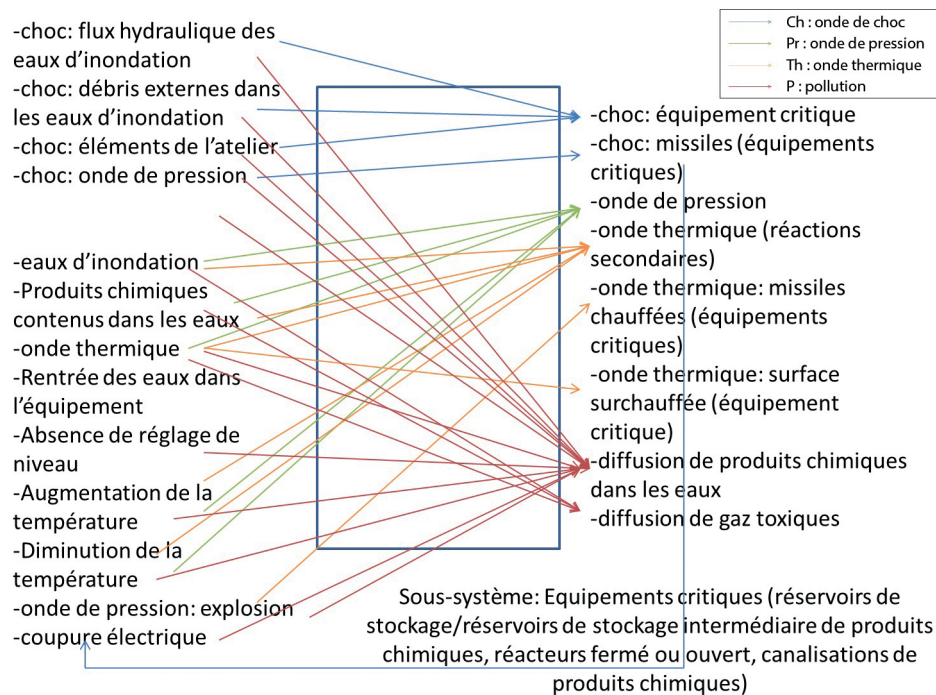 -choc: flux hydraulique des
eaux d’inondation
-choc: débris externes dans
les eaux d’inondation
-choc: éléments de l’atelier
-choc: onde de pression
-eaux d’inondation
-Produits chimiques
contenus dans les eaux
-onde thermique
-Rentrée des eaux dans
l’équipement
-Absence de réglage de
niveau
-Augmentation de la
température
-Diminution de la
température
-onde de pression: explosion
-coupure électrique
Ch : onde de choc
Pr : onde de pression
Th : onde thermique
P : pollution
-choc: équipement critique
-choc: missiles (équipements
critiques)
-onde de pression
-onde thermique (réactions
secondaires)
-onde thermique: missiles
chauffées (équipements
critiques)
-onde thermique: surface
surchauffée (équipement
critique)
-diffusion de produits chimiques
dans les eaux
-diffusion de gaz toxiques
Sous-système: Equipements critiques (réservoirs de
stockage/réservoirs de stockage intermédiaire de produits
chimiques, réacteurs fermé ou ouvert, canalisations de
produits chimiques)